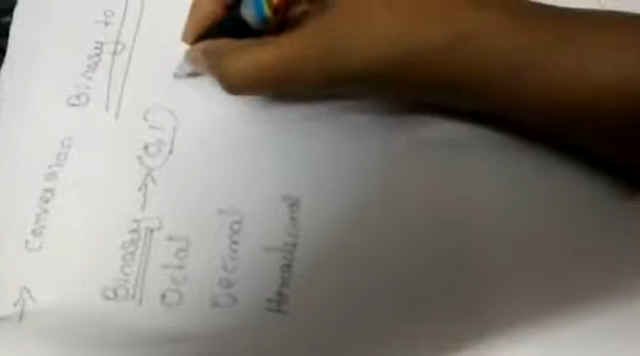 → Conversion Binary to
Binary → (0,1)
Octal
Decimal
Hexadecimal